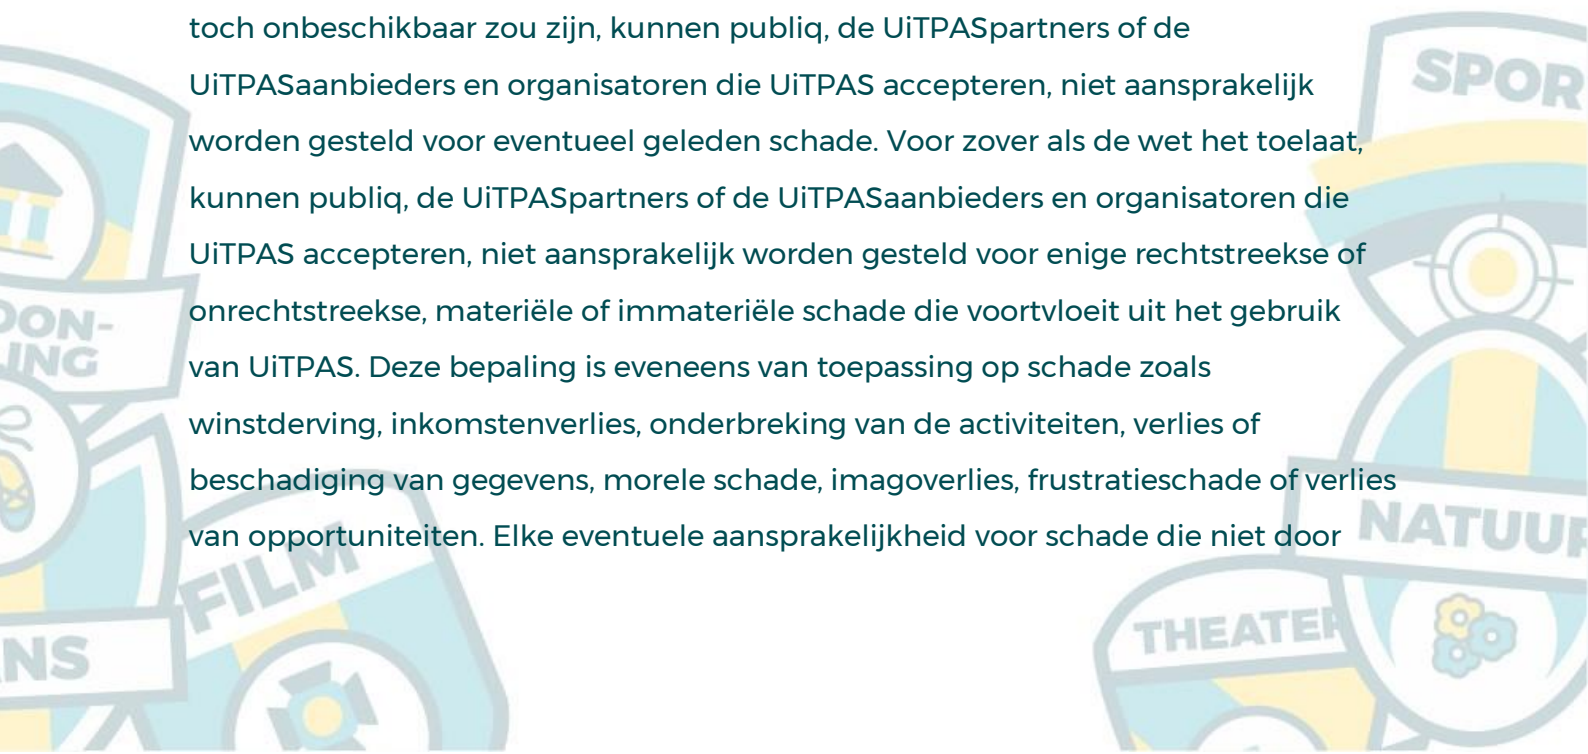 toch onbeschikbaar zou zijn, kunnen publiq, de UiTPASpartners of de
UiTPASaanbieders en organisatoren die UiTPAS accepteren, niet aansprakelijk
worden gesteld voor eventueel geleden schade. Voor zover als de wet het toelaat,
kunnen publiq, de UiTPASpartners of de UiTPASaanbieders en organisatoren die
UiTPAS accepteren, niet aansprakelijk worden gesteld voor enige rechtstreekse of
onrechtstreekse, materiële of immateriële schade die voortvloeit uit het gebruik
van UiTPAS. Deze bepaling is eveneens van toepassing op schade zoals
winstderving, inkomstenverlies, onderbreking van de activiteiten, verlies of
beschadiging van gegevens, morele schade, imagoverlies, frustratieschade of verlies
van opportuniteiten. Elke eventuele aansprakelijkheid voor schade die niet door
SPOR
OON-
LING
NATUUR
FILM
THEATER
ANS